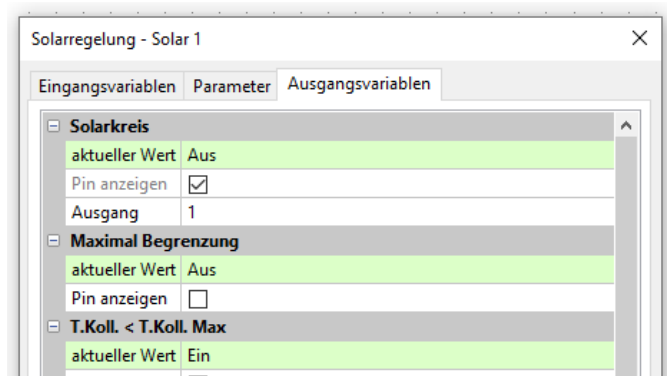 Solarregelung - Solar 1
Eingangsvariablen Parameter Ausgangsvariablen
Solarkreis
aktueller Wert Aus
Pin anzeigen
Ausgang 1
Maximal Begrenzung
aktueller Wert Aus
Pin anzeigen
T.Koll. < T.Koll. Max
aktueller Wert Ein